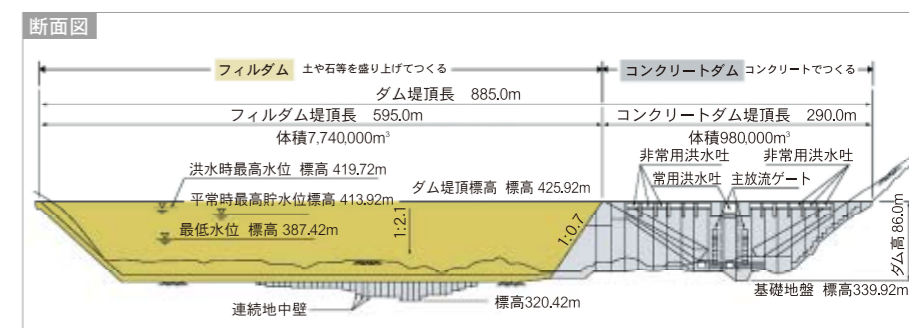 断面図
フィルダム 土や石等を盛り上げてつくる
コンクリートダム コンクリートでつくる
ダム堤頂長 885.0m
フィルダム堤頂長 595.0m
コンクリートダム堤頂長 290.0m
体積7,740,000m³
体積980,000m³
非常用洪水吐
非常用洪水吐
洪水時最高水位 標高 419.72m
常用洪水吐
主放流ゲート
ダム堤頂標高 標高 425.92m
平常時最高貯水位標高 413.92m
最低水位 標高 387.42m
1:2.1
1:0.7
ダム高 86.0m
基礎地盤 標高339.92m
標高320.42m
連続地中壁